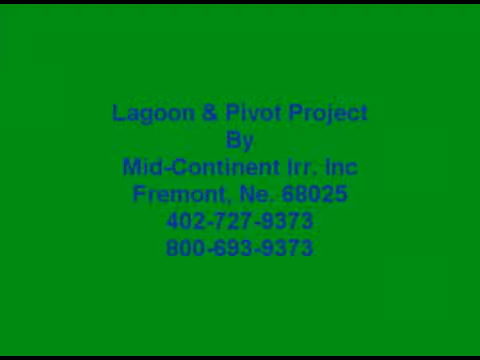 Lagoon & Pivot Project
By
Mid-Continent Irr. Inc
Fremont, Ne. 68025
402-727-9373
800-693-9373